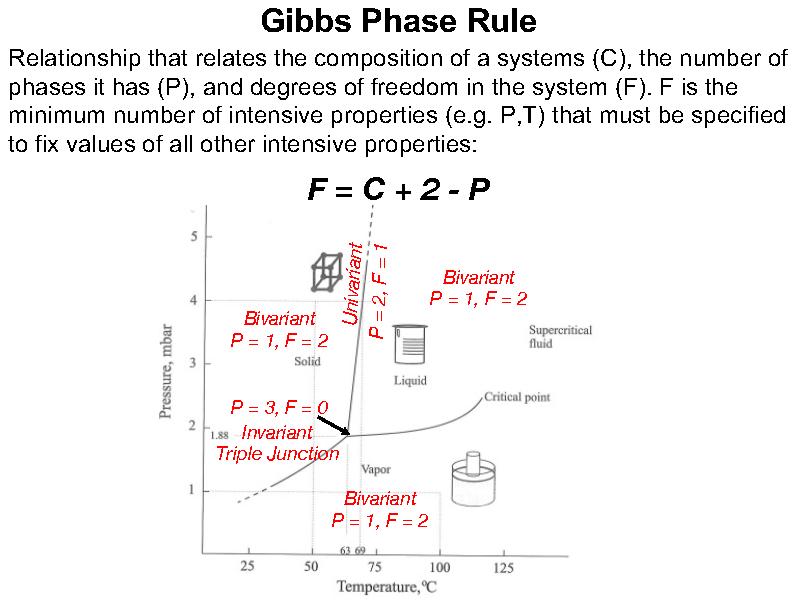 Gibbs Phase Rule
Relationship that relates the composition of a systems (C), the number of
phases it has (P), and degrees of freedom in the system (F). F is the
minimum number of intensive properties (e.g. P,T) that must be specified
to fix values of all other intensive properties:
F = C + 2 - P
5
4
3
2
1
1.88
Pressure, mbar
Univariant
P = 2, F = 1
Bivariant
P = 1, F = 2
Bivariant
P = 1, F = 2
Solid
Supercritical
fluid
Liquid
Critical point
P = 3, F = 0
Invariant
Triple Junction
Vapor
Bivariant
P = 1, F = 2
63 69
25 50 75 100 125
Temperature,°C